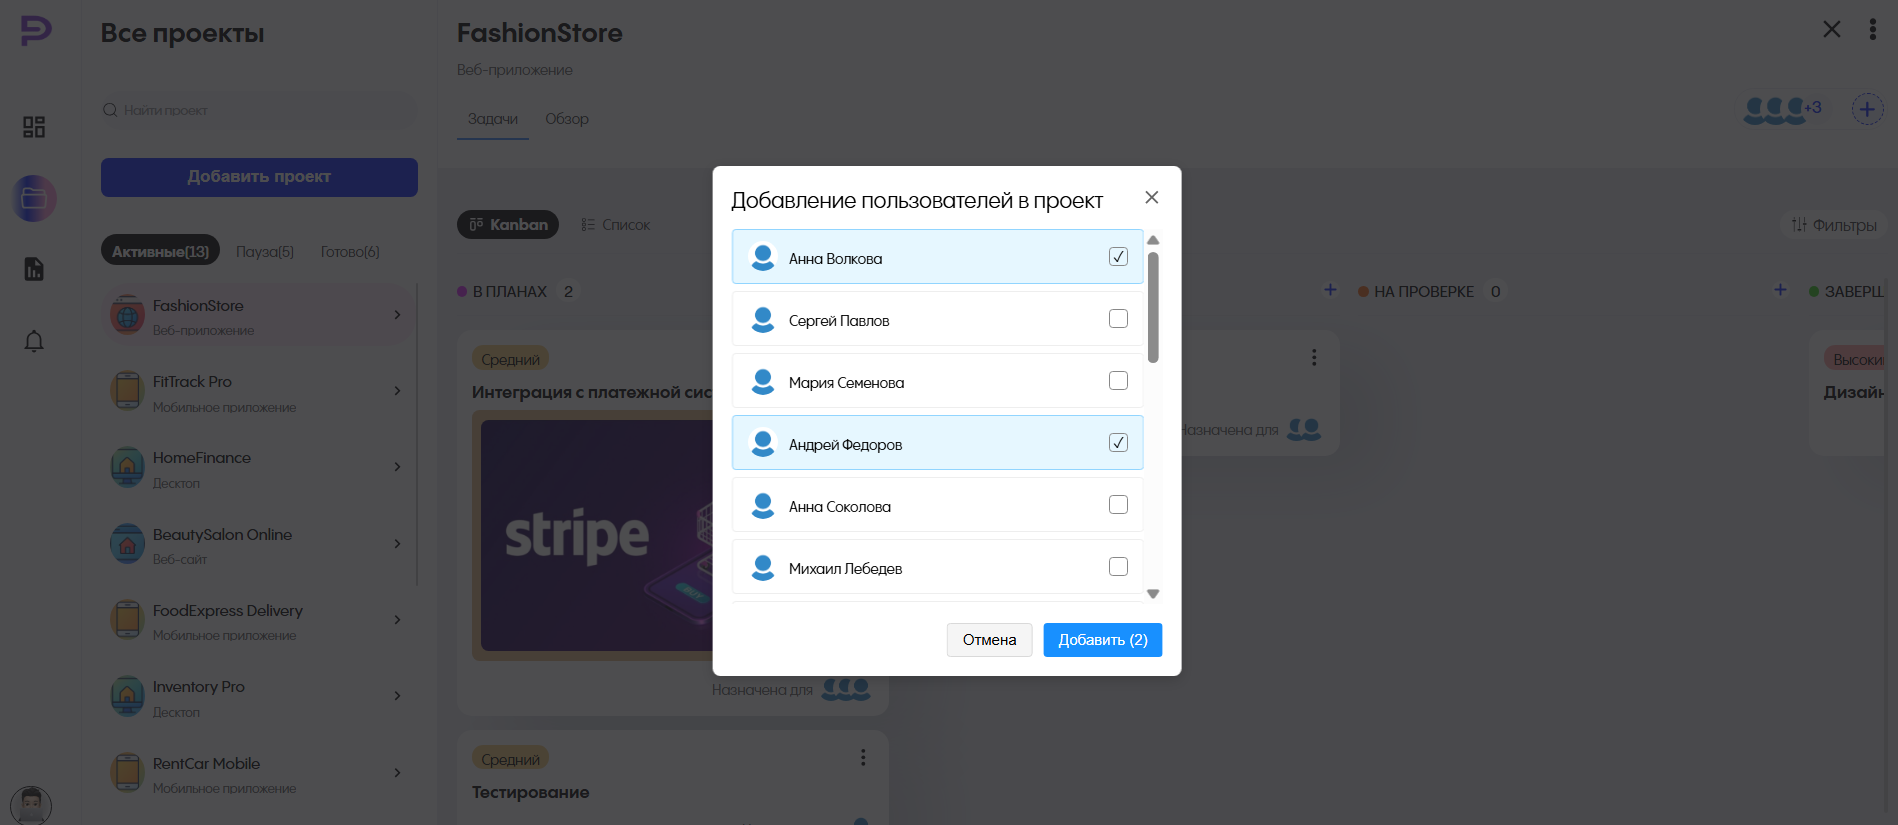 Все проекты
Найти проект
Добавить проект
Активные(13)
Пауза(5)
Готово(6)
FashionStore
Веб-приложение
FitTrack Pro
Мобильное приложение
HomeFinance
Десктоп
BeautySalon Online
Веб-сайт
FoodExpress Delivery
Мобильное приложение
Inventory Pro
Десктоп
RentCar Mobile
Мобильное приложение
FashionStore
Веб-приложение
Задачи
Обзор
+3
Kanban
Список
Фильтры
В ПЛАНАХ 2
НА ПРОВЕРКЕ 0
ЗАВЕРШ
Средний
Интеграция с платежной сис
stripe
BUY
Назначена для
Средний
Тестирование
Назначена для
Высокий
Дизайн
Добавление пользователей в проект
Анна Волкова
Сергей Павлов
Мария Семенова
Андрей Федоров
Анна Соколова
Михаил Лебедев
Отмена
Добавить (2)